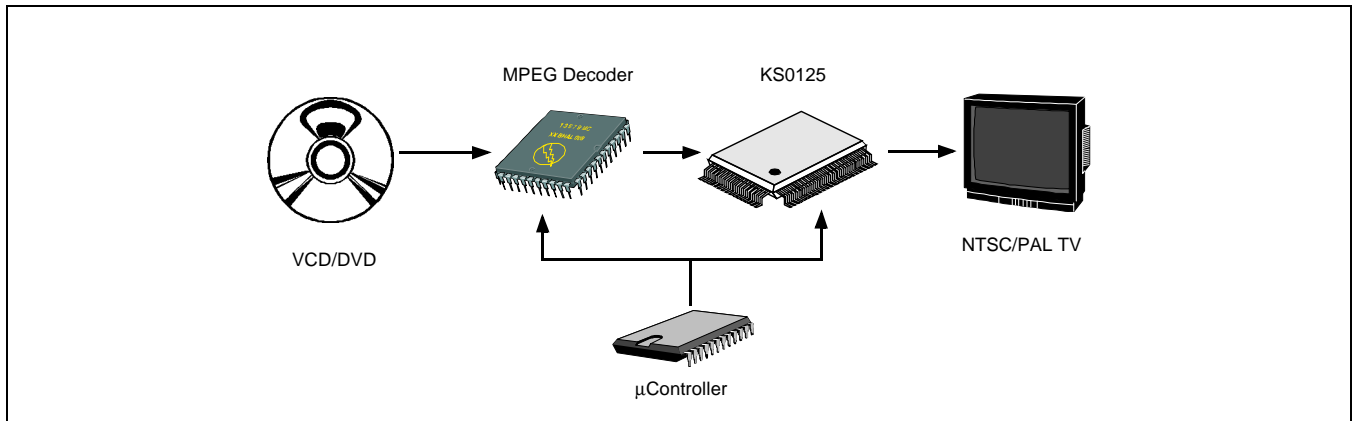 MPEG Decoder
KS0125
VCD/DVD
NTSC/PAL TV
µController